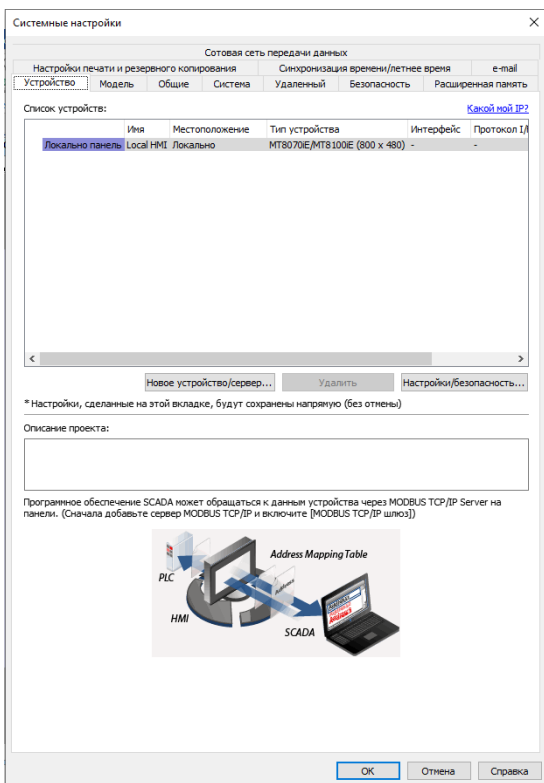 Системные настройки
Сотовая сеть передачи данных
Настройки печати и резервного копирования Синхронизация времени/летнее время e-mail
Устройство Модель Общие Система Удаленный Безопасность Расширенная память
Список устройств: Какой мой IP?
Имя Местоположение Тип устройства Интерфейс Протокол I/
Локально панель Local HMI Локально MT8070iE/MT8100iE (800 x 480) - -
Новое устройство/сервер... Удалить Настройки/безопасность...
* Настройки, сделанные на этой вкладке, будут сохранены напрямую (без отмены)
Описание проекта:
Программное обеспечение SCADA может обращаться к данным устройства через MODBUS TCP/IP Server на
панели. (Сначала добавьте сервер MODBUS TCP/IP и включите [MODBUS TCP/IP шлюз])
Address Mapping Table
PLC
Address
HMI
SCADA
OK Отмена Справка